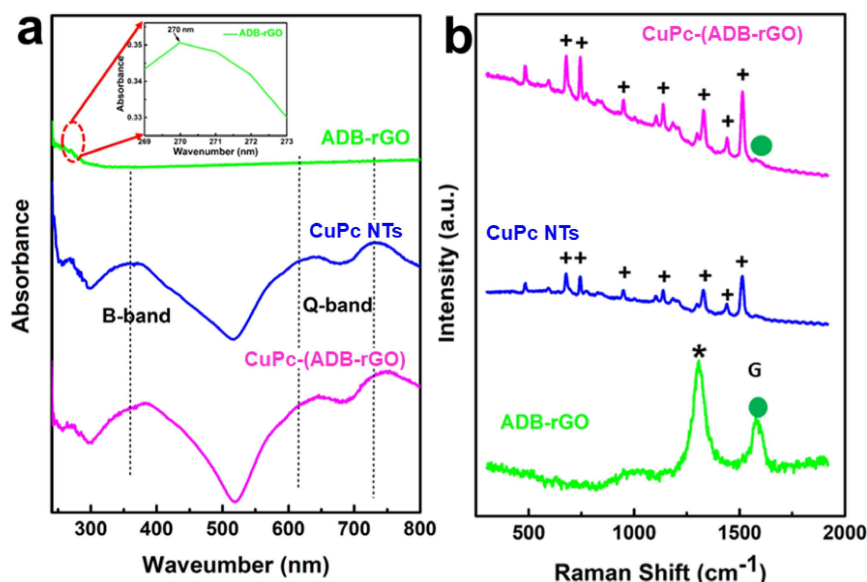 a
ADB-rGO
270 nm
0.35
0.34
0.33
Absorbance
269 270 271 272 273
Wavenumber (nm)
ADB-rGO
CuPc NTs
B-band
Q-band
CuPc-(ADB-rGO)
Absorbance
300 400 500 600 700 800
Waveumber (nm)
b
CuPc-(ADB-rGO)
+ + + + + + +
CuPc NTs
++ + + + + +
*
G
ADB-rGO
Intensity (a.u.)
500 1000 1500 2000
Raman Shift (cm⁻¹)